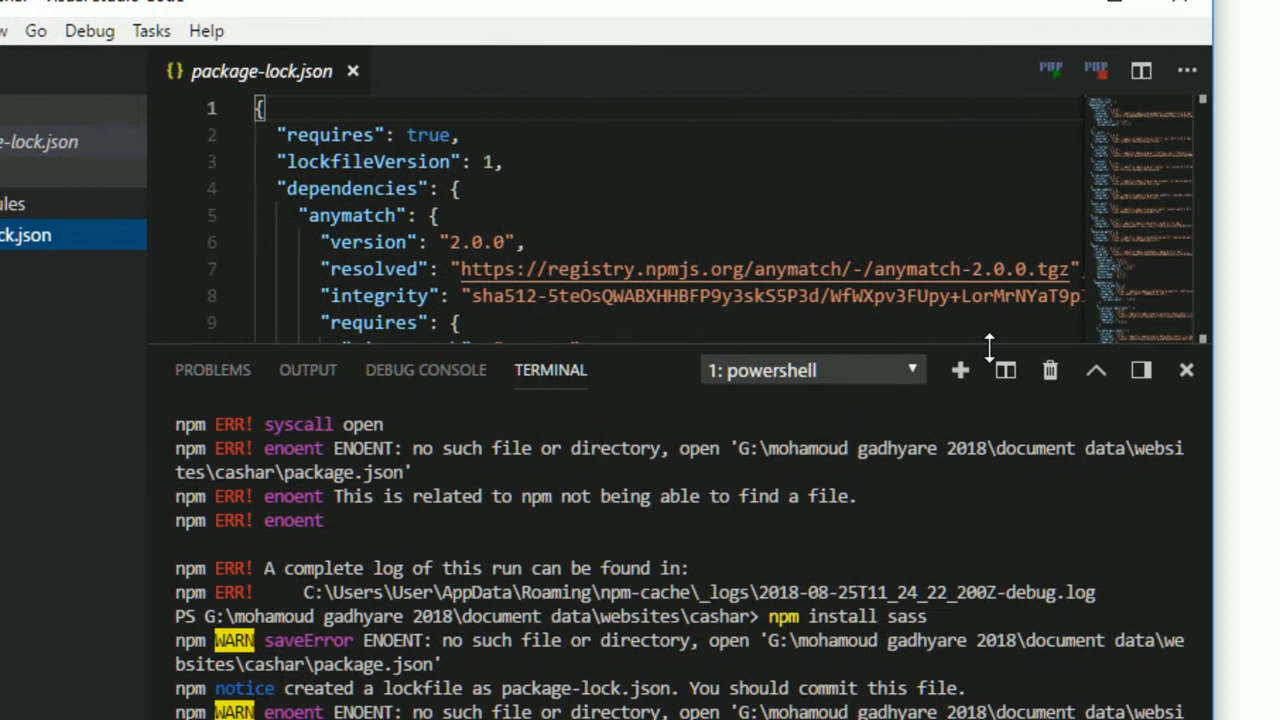 Visual Studio Code
Go Debug Tasks Help
package-lock.json
PHP PHP
e-lock.json
ules
ck.json
1 {
2 "requires": true,
3 "lockfileVersion": 1,
4 "dependencies": {
5 "anymatch": {
6 "version": "2.0.0",
7 "resolved": "https://registry.npmjs.org/anymatch/-/anymatch-2.0.0.tgz",
8 "integrity": "sha512-5teOsQWABXHHBFP9y3skS5P3d/WfWXpv3FUpy+LorMrNYaT9p
9 "requires": {
PROBLEMS OUTPUT DEBUG CONSOLE TERMINAL 1: powershell
npm ERR! syscall open
npm ERR! enoent ENOENT: no such file or directory, open 'G:\mohamoud gadhyare 2018\document data\websi
tes\cashar\package.json'
npm ERR! enoent This is related to npm not being able to find a file.
npm ERR! enoent
npm ERR! A complete log of this run can be found in:
npm ERR! C:\Users\User\AppData\Roaming\npm-cache\_logs\2018-08-25T11_24_22_200Z-debug.log
PS G:\mohamoud gadhyare 2018\document data\websites\cashar> npm install sass
npm WARN saveError ENOENT: no such file or directory, open 'G:\mohamoud gadhyare 2018\document data\we
bsites\cashar\package.json'
npm notice created a lockfile as package-lock.json. You should commit this file.
npm WARN enoent ENOENT: no such file or directory, open 'G:\mohamoud gadhyare 2018\document data\websi